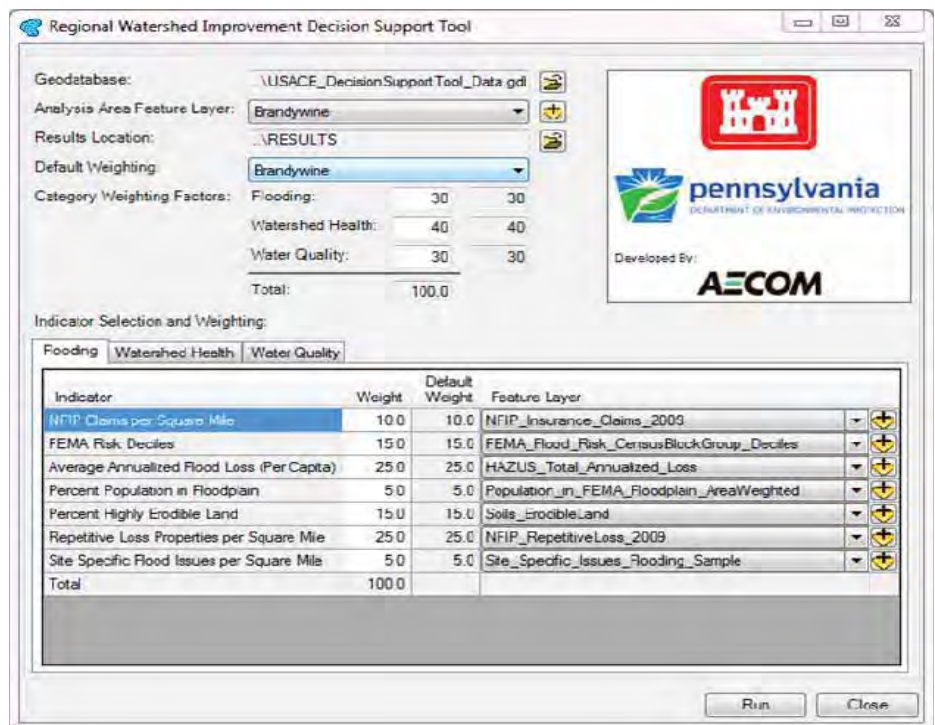 Regional Watershed Improvement Decision Support Tool
Geodatabase: .\USACE_DecisionSupportTool_Data.gdl
Analysis Area Feature Layer: Brandywine
Results Location: ..\RESULTS
Default Weighting Brandywine
Category Weighting Factors: Flooding: 30 30
Watershed Health: 40 40
Water Quality: 30 30
Total: 100.0
pennsylvania
DEPARTMENT OF ENVIRONMENTAL PROTECTION
Developed By:
AECOM
Indicator Selection and Weighting:
Flooding Watershed Health Water Quality
Indicator Weight Default Weight Feature Layer
NFIP Claims per Square Mile 10.0 10.0 NFIP_Insurance_Claims_2009
FEMA Risk Deciles 15.0 15.0 FEMA_Flood_Risk_CensusBlockGroup_Deciles
Average Annualized Flood Loss (Per Capita) 25.0 25.0 HAZUS_Total_Annualized_Loss
Percent Population in Floodplain 5.0 5.0 Population_in_FEMA_Floodplain_AreaWeighted
Percent Highly Erodible Land 15.0 15.0 Soils_ErodibleLand
Repetitive Loss Properties per Square Mile 25.0 25.0 NFIP_RepetitiveLoss_2009
Site Specific Flood Issues per Square Mile 5.0 5.0 Site_Specific_Issues_Flooding_Sample
Total 100.0
Run Close